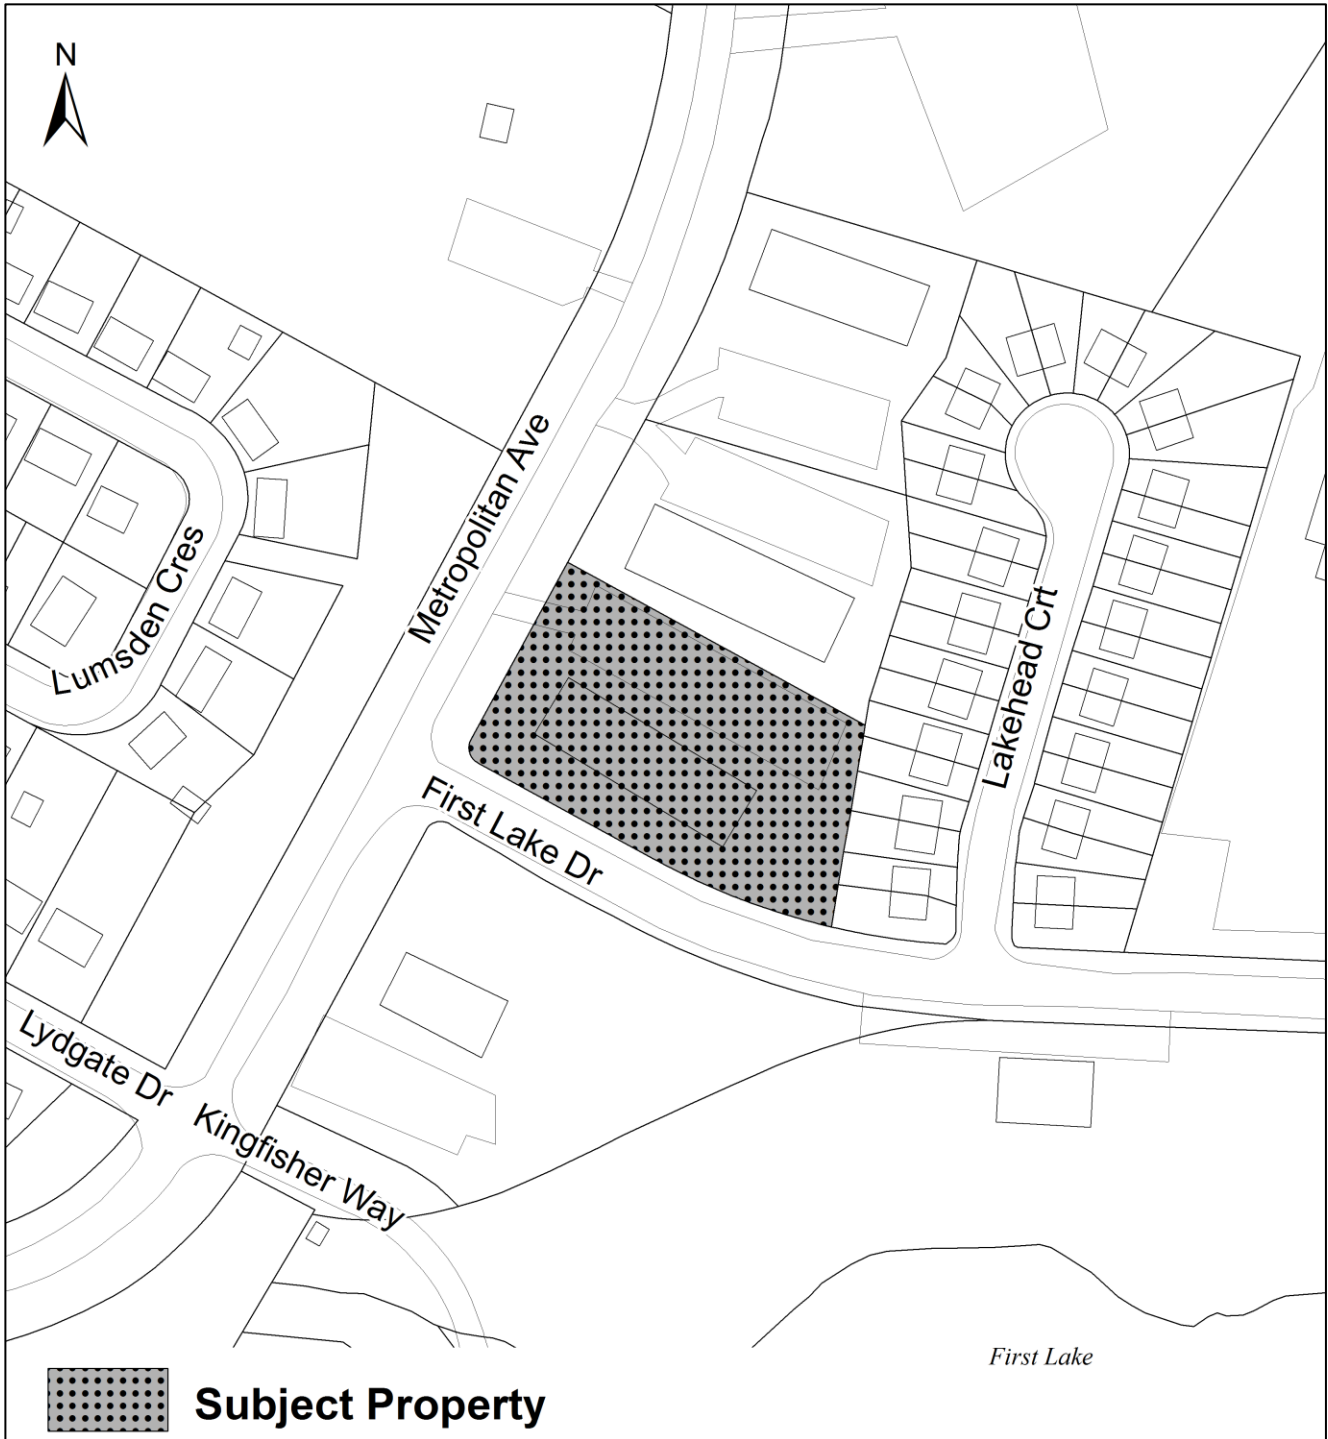 N
Metropolitan Ave
Lumsden Cres
Lakehead Crt
First Lake Dr
Lydgate Dr
Kingfisher Way
First Lake
Subject Property